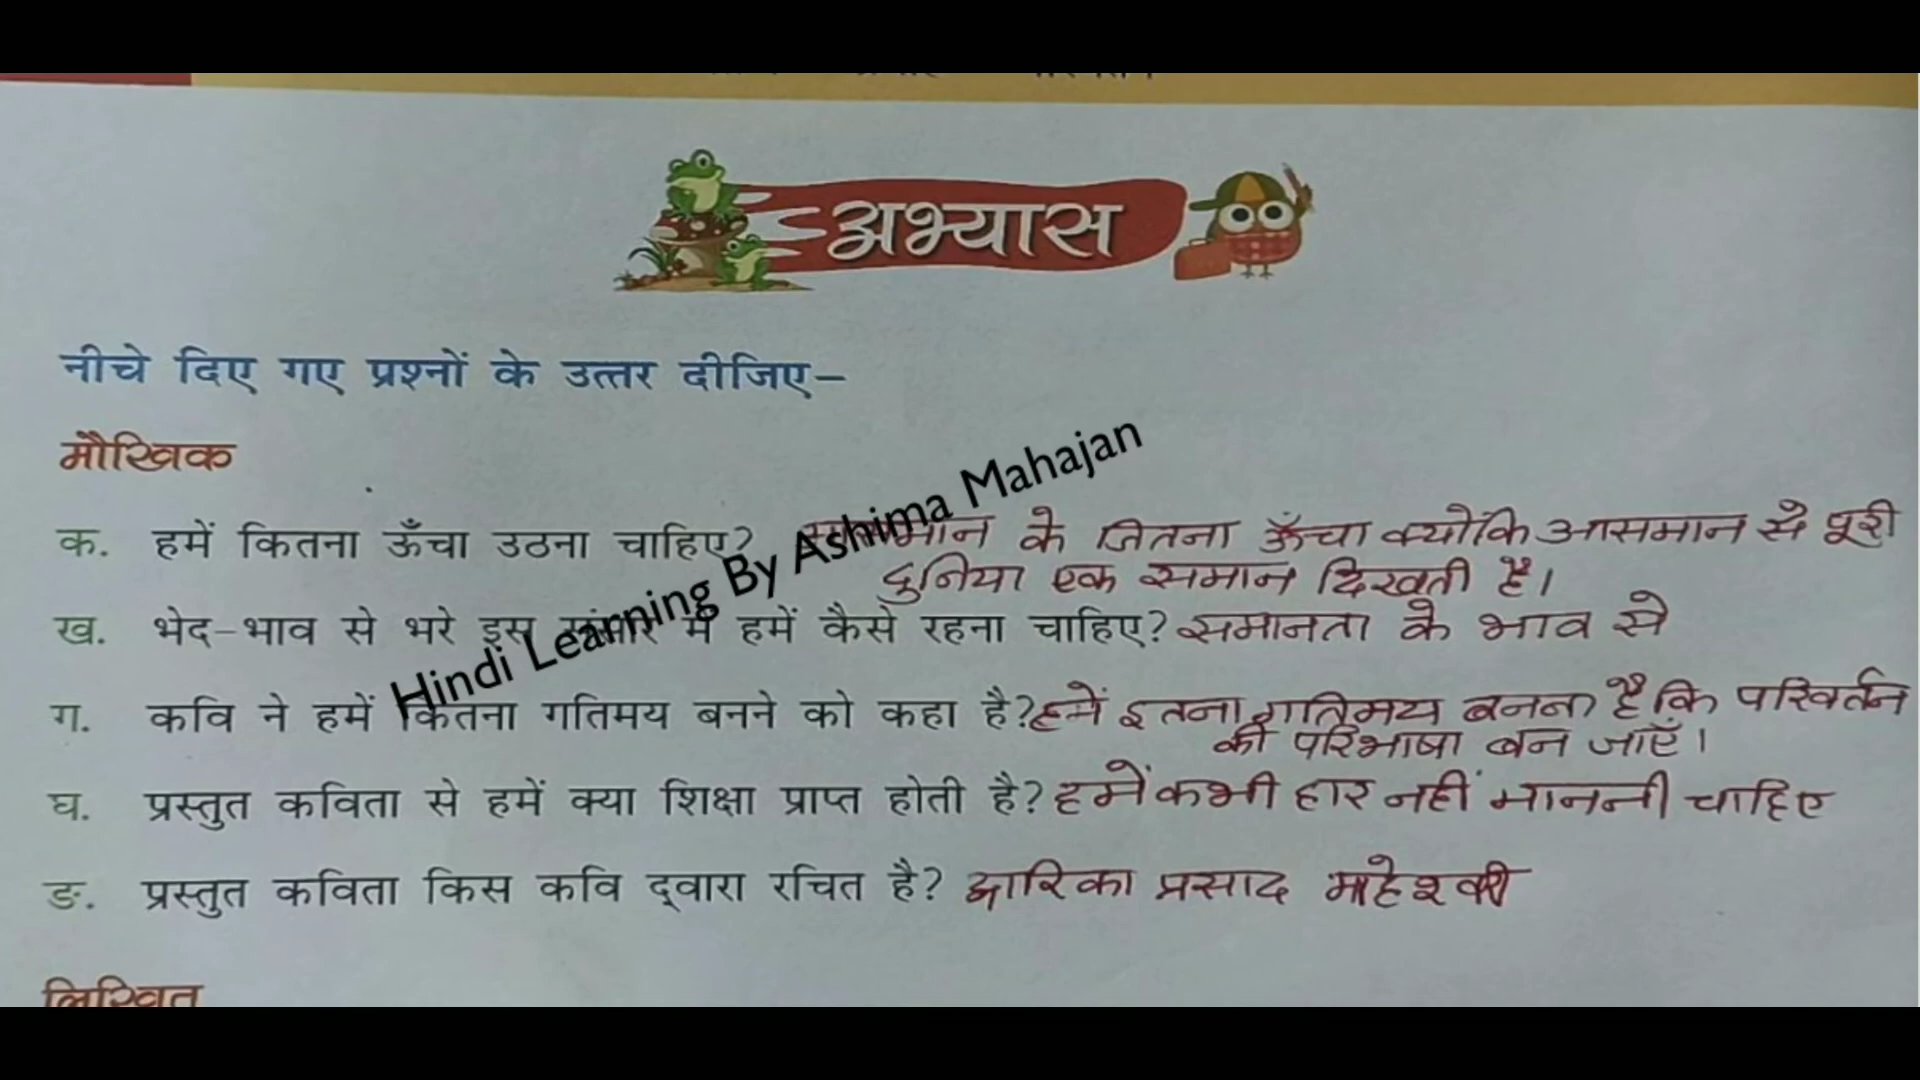 अभ्यास
नीचे दिए गए प्रश्नों के उत्तर दीजिए–
मौखिक
क. हमें कितना ऊँचा उठना चाहिए? के जितना ऊँचा क्योंकि आसमान से पूरी
दुनिया एक समान दिखती है।
ख. भेद-भाव से भरे इस संसार में हमें कैसे रहना चाहिए? समानता के भाव से
ग. कवि ने हमें कितना गतिमय बनने को कहा है? हमें इतना गतिमय बनना है कि परिवर्तन
की परिभाषा बन जाएँ।
घ. प्रस्तुत कविता से हमें क्या शिक्षा प्राप्त होती है? हमें कभी हार नहीं माननी चाहिए
ङ. प्रस्तुत कविता किस कवि द्वारा रचित है? द्वारिका प्रसाद
लिखित
Hindi Learning By Ashima Mahajan